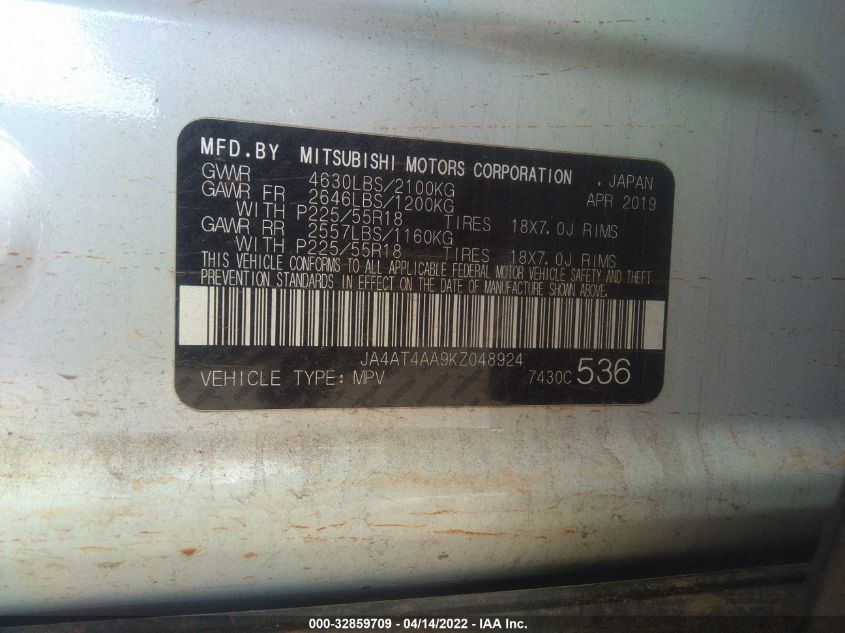 MFD.BY MITSUBISHI MOTORS CORPORATION . JAPAN
GWWR 4630LBS/2100KG APR 2019
GAWR FR 2646LBS/1200KG
WITH P225/55R18 TIRES 18X7.0J RIMS
GAWR RR 2557LBS/1160KG
WITH P225/55R18 TIRES 18X7.0J RIMS
THIS VEHICLE CONFORMS TO ALL APPLICABLE FEDERAL MOTOR VEHICLE SAFETY AND THEFT
PREVENTION STANDARDS IN EFFECT ON THE DATE OF MANUFACTURE SHOWN ABOVE.
JA4AT4AA9KZ048924
VEHICLE TYPE: MPV 7430C 536
000-32859709 - 04/14/2022 - IAA Inc.